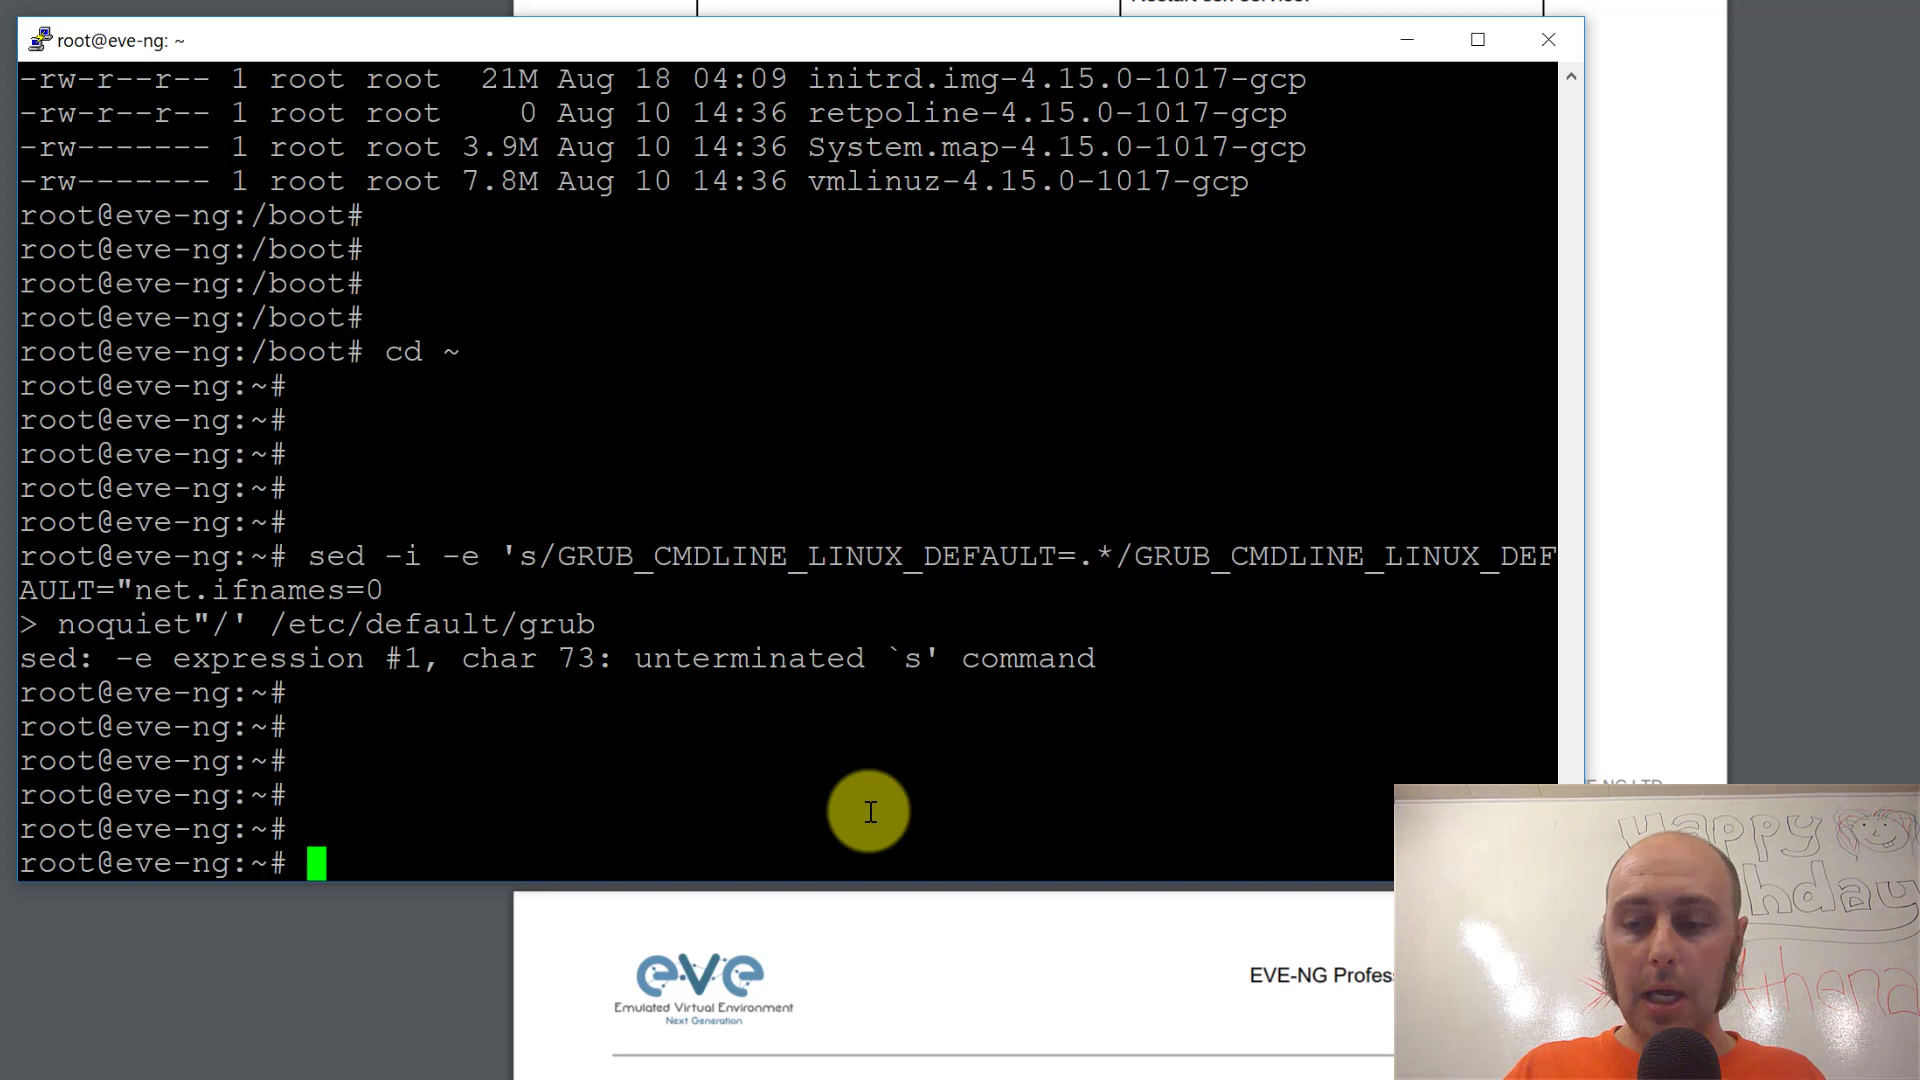 Restart ssh service:
root@eve-ng: ~
-rw-r--r-- 1 root root  21M Aug 18 04:09 initrd.img-4.15.0-1017-gcp
-rw-r--r-- 1 root root    0 Aug 10 14:36 retpoline-4.15.0-1017-gcp
-rw------- 1 root root 3.9M Aug 10 14:36 System.map-4.15.0-1017-gcp
-rw------- 1 root root 7.8M Aug 10 14:36 vmlinuz-4.15.0-1017-gcp
root@eve-ng:/boot#
root@eve-ng:/boot#
root@eve-ng:/boot#
root@eve-ng:/boot#
root@eve-ng:/boot# cd ~
root@eve-ng:~#
root@eve-ng:~#
root@eve-ng:~#
root@eve-ng:~#
root@eve-ng:~#
root@eve-ng:~# sed -i -e 's/GRUB_CMDLINE_LINUX_DEFAULT=.*/GRUB_CMDLINE_LINUX_DEF
AULT="net.ifnames=0
> noquiet"/' /etc/default/grub
sed: -e expression #1, char 73: unterminated `s' command
root@eve-ng:~#
root@eve-ng:~#
root@eve-ng:~#
root@eve-ng:~#
root@eve-ng:~#
root@eve-ng:~#
eve
Emulated Virtual Environment
Next Generation
EVE-NG Profes
Happy
hday
thena